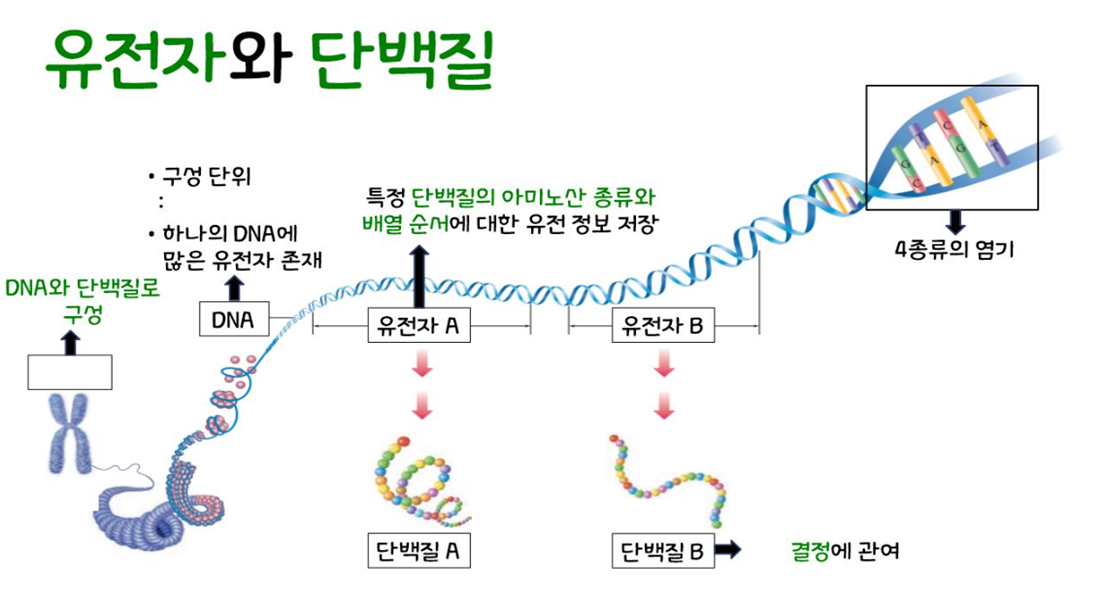 유전자와 단백질
• 구성 단위
:
• 하나의 DNA에
많은 유전자 존재
특정 단백질의 아미노산 종류와
배열 순서에 대한 유전 정보 저장
4종류의 염기
DNA와 단백질로
구성
DNA
유전자 A
유전자 B
G C
T A
C G
A T
단백질 A
단백질 B
결정에 관여